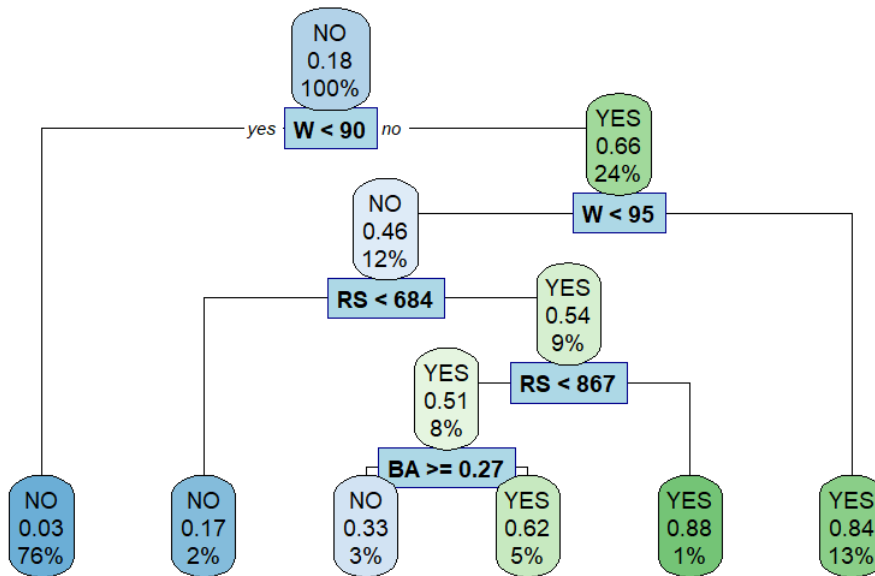 NO
0.18
100%
yes W < 90 no
YES
0.66
24%
W < 95
NO
0.46
12%
RS < 684
YES
0.54
9%
RS < 867
YES
0.51
8%
BA >= 0.27
NO
0.03
76%
NO
0.17
2%
NO
0.33
3%
YES
0.62
5%
YES
0.88
1%
YES
0.84
13%